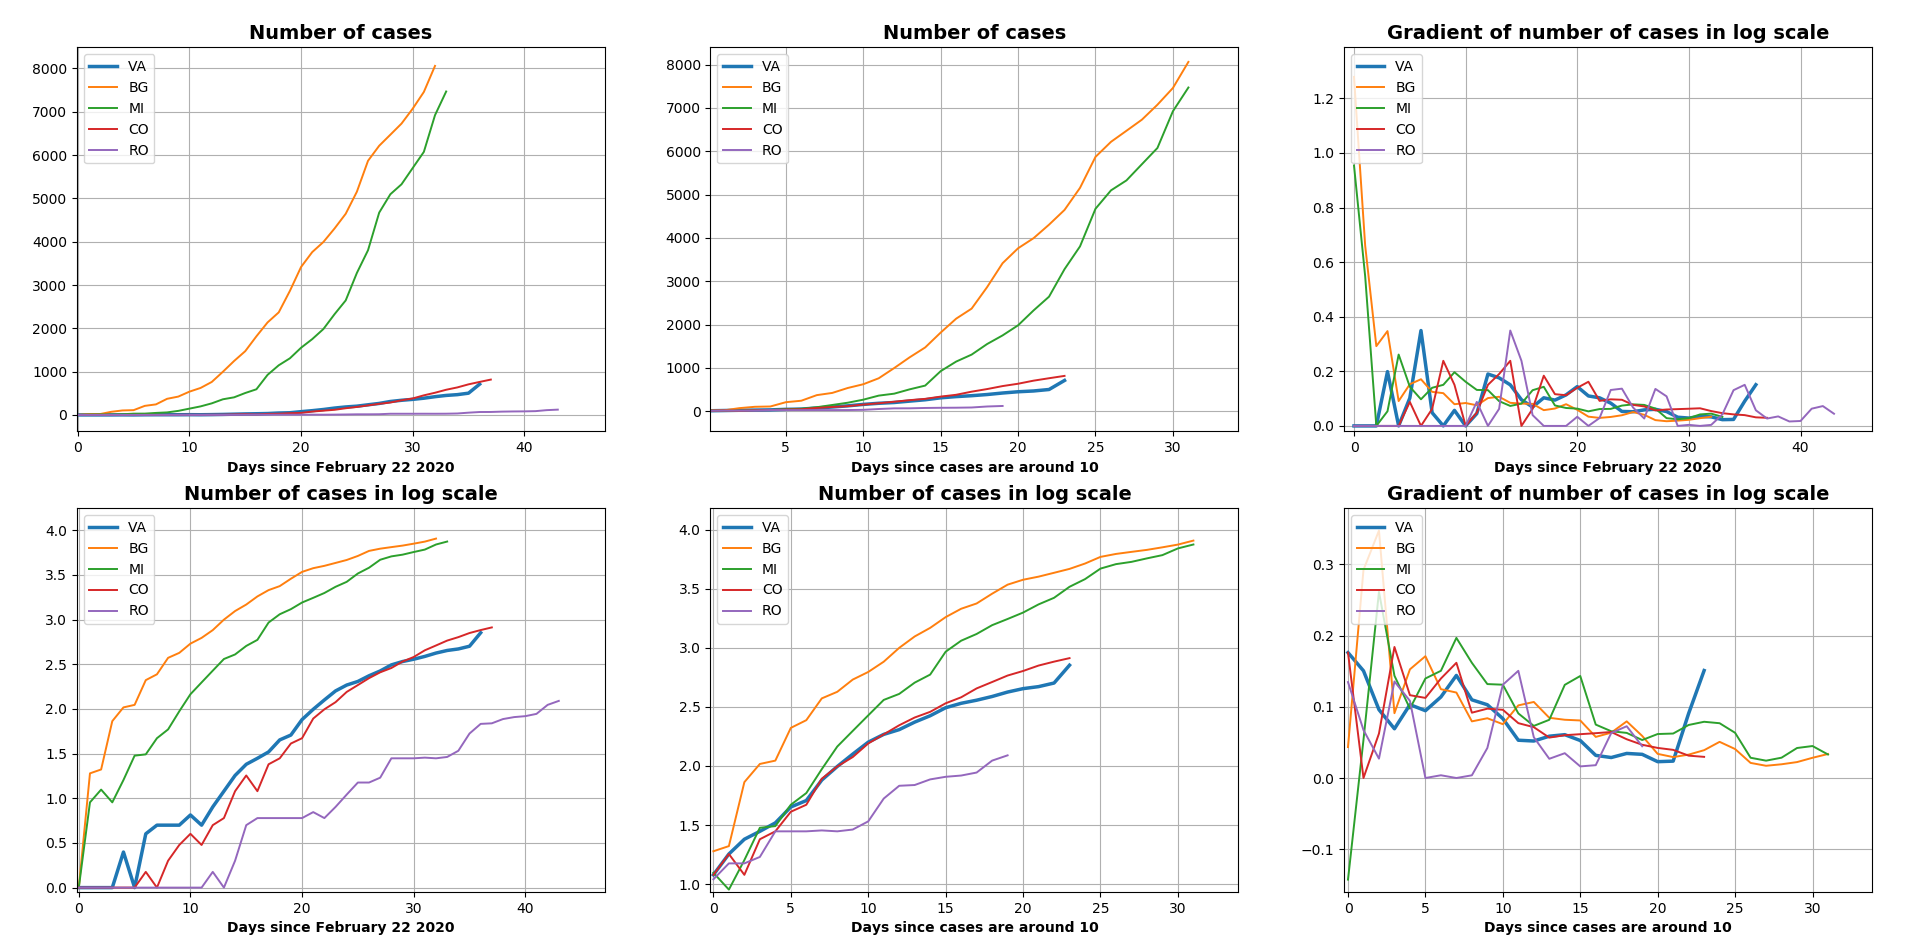 Number of cases
8000
7000
6000
5000
4000
3000
2000
1000
0
VA
BG
MI
CO
RO
0 10 20 30 40
Days since February 22 2020
Number of cases
8000
7000
6000
5000
4000
3000
2000
1000
0
VA
BG
MI
CO
RO
5 10 15 20 25 30
Days since cases are around 10
Gradient of number of cases in log scale
1.2
1.0
0.8
0.6
0.4
0.2
0.0
VA
BG
MI
CO
RO
0 10 20 30 40
Days since February 22 2020
Number of cases in log scale
4.0
3.5
3.0
2.5
2.0
1.5
1.0
0.5
0.0
VA
BG
MI
CO
RO
0 10 20 30 40
Days since February 22 2020
Number of cases in log scale
4.0
3.5
3.0
2.5
2.0
1.5
1.0
VA
BG
MI
CO
RO
0 5 10 15 20 25 30
Days since cases are around 10
Gradient of number of cases in log scale
0.3
0.2
0.1
0.0
−0.1
VA
BG
MI
CO
RO
0 5 10 15 20 25 30
Days since cases are around 10